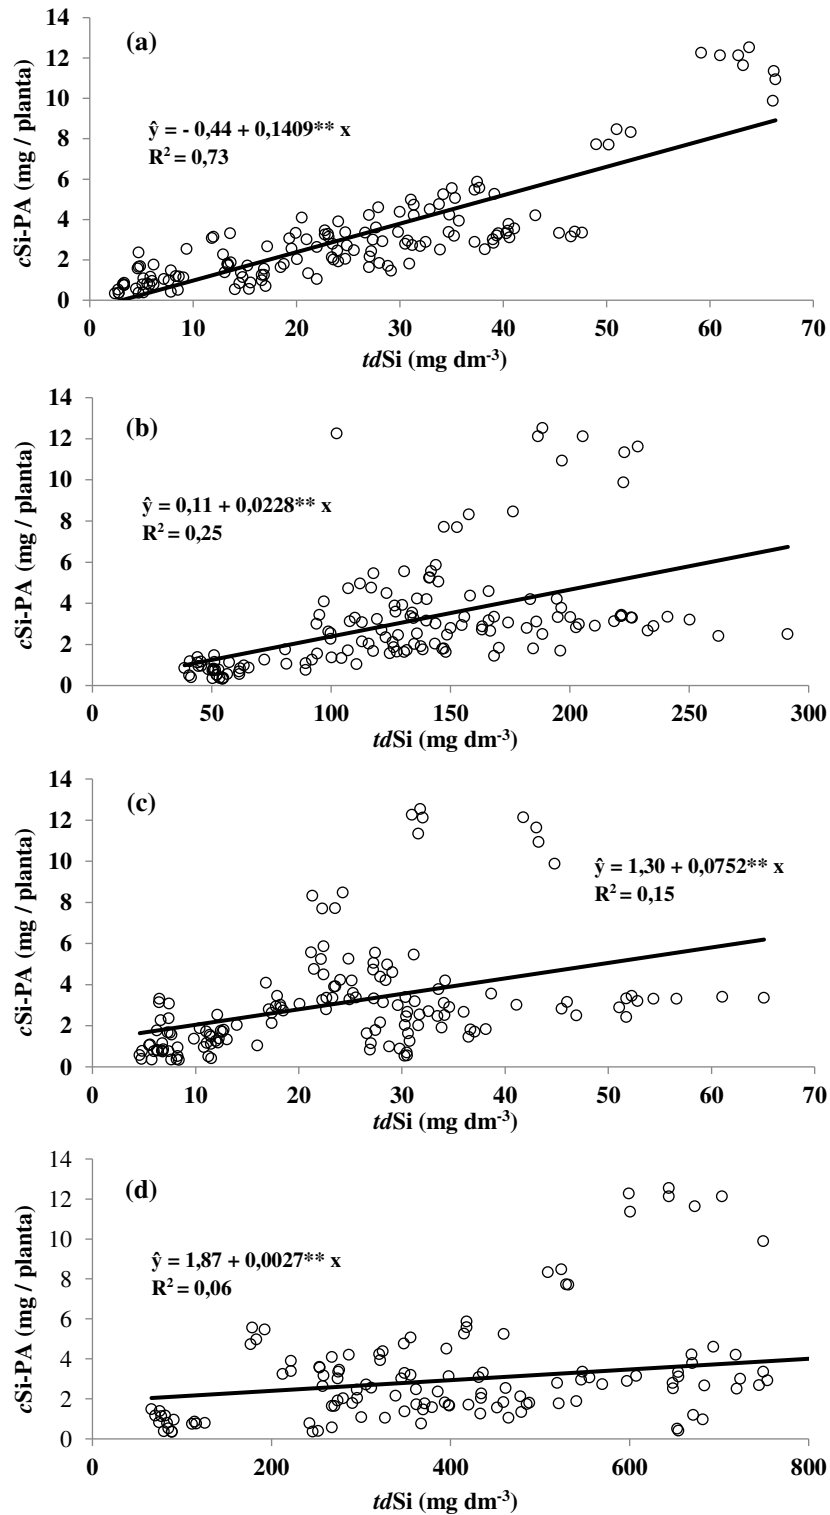 14
(a)
12
10
ŷ = - 0,44 + 0,1409** x
8
R² = 0,73
6
4
2
0
cSi-PA (mg / planta)
0 10 20 30 40 50 60 70
tdSi (mg dm⁻³)
14
(b)
12
10
ŷ = 0,11 + 0,0228** x
8
R² = 0,25
6
4
2
0
cSi-PA (mg / planta)
0 50 100 150 200 250 300
tdSi (mg dm⁻³)
14
(c)
12
10
ŷ = 1,30 + 0,0752** x
R² = 0,15
8
6
4
2
0
cSi-PA (mg / planta)
0 10 20 30 40 50 60 70
tdSi (mg dm⁻³)
14
(d)
12
10
ŷ = 1,87 + 0,0027** x
8
R² = 0,06
6
4
2
0
cSi-PA (mg / planta)
0 200 400 600 800
tdSi (mg dm⁻³)